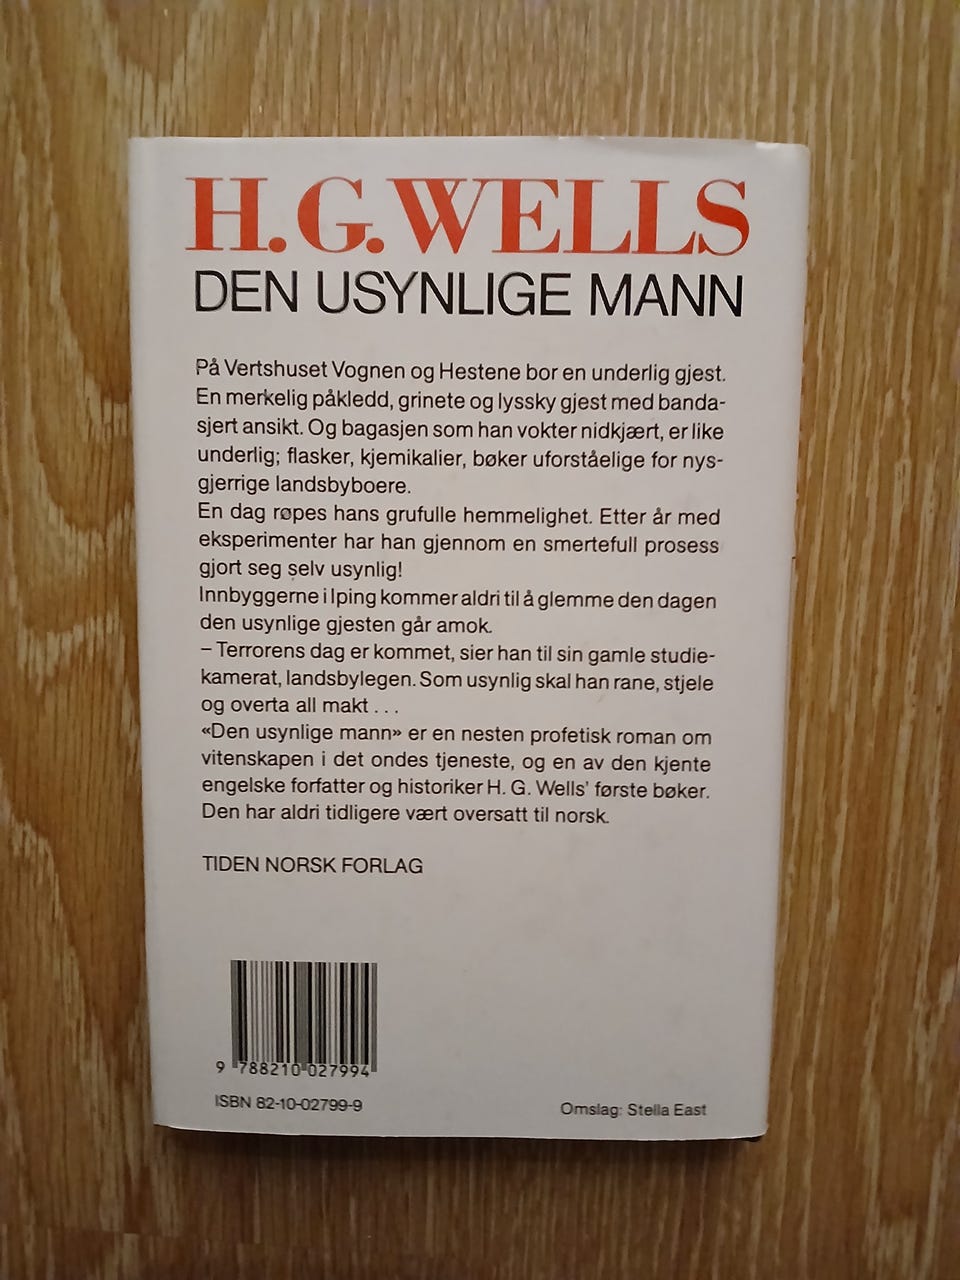 H.G. WELLS
DEN USYNLIGE MANN
På Vertshuset Vognen og Hestene bor en underlig gjest.
En merkelig påkledd, grinete og lyssky gjest med banda-
sjert ansikt. Og bagasjen som han vokter nidkjært, er like
underlig; flasker, kjemikalier, bøker uforståelige for nys-
gjerrige landsbyboere.
En dag røpes hans grufulle hemmelighet. Etter år med
eksperimenter har han gjennom en smertefull prosess
gjort seg selv usynlig!
Innbyggerne i Iping kommer aldri til å glemme den dagen
den usynlige gjesten går amok.
– Terrorens dag er kommet, sier han til sin gamle studie-
kamerat, landsbylegen. Som usynlig skal han rane, stjele
og overta all makt . . .
«Den usynlige mann» er en nesten profetisk roman om
vitenskapen i det ondes tjeneste, og en av den kjente
engelske forfatter og historiker H. G. Wells' første bøker.
Den har aldri tidligere vært oversatt til norsk.
TIDEN NORSK FORLAG
9 788210 027994
ISBN 82-10-02799-9
Omslag: Stella East